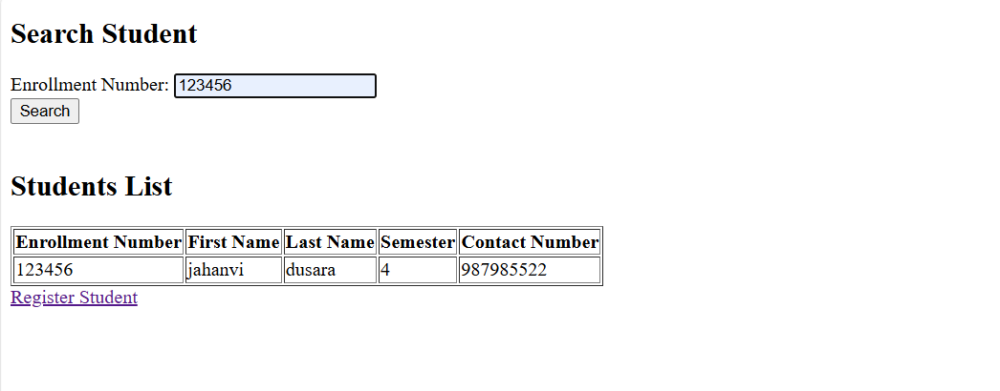 Search Student
Enrollment Number: 123456
Search
Students List
Enrollment Number First Name Last Name Semester Contact Number
123456 jahanvi dusara 4 987985522
Register Student